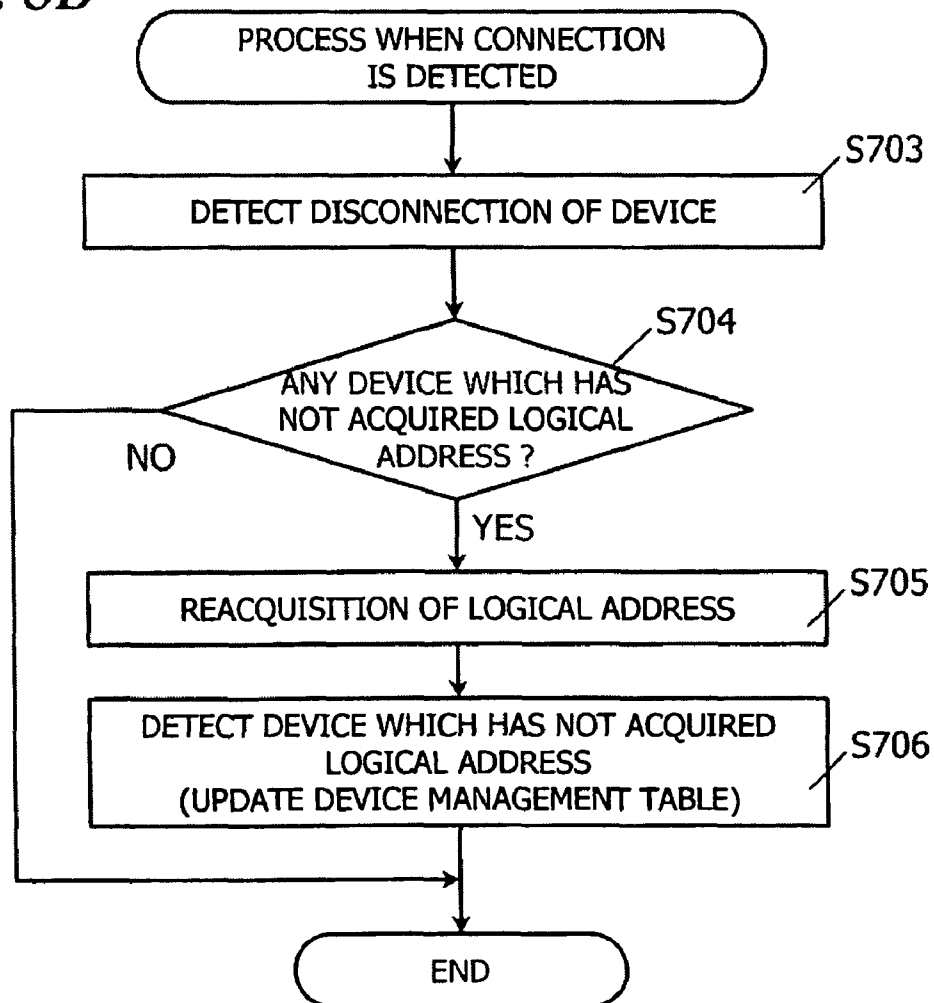 PROCESS WHEN CONNECTION
IS DETECTED
S703
DETECT DISCONNECTION OF DEVICE
S704
ANY DEVICE WHICH HAS
NOT ACQUIRED LOGICAL
ADDRESS ?
NO
YES
S705
REACQUISITION OF LOGICAL ADDRESS
DETECT DEVICE WHICH HAS NOT ACQUIRED
LOGICAL ADDRESS
(UPDATE DEVICE MANAGEMENT TABLE)
S706
END